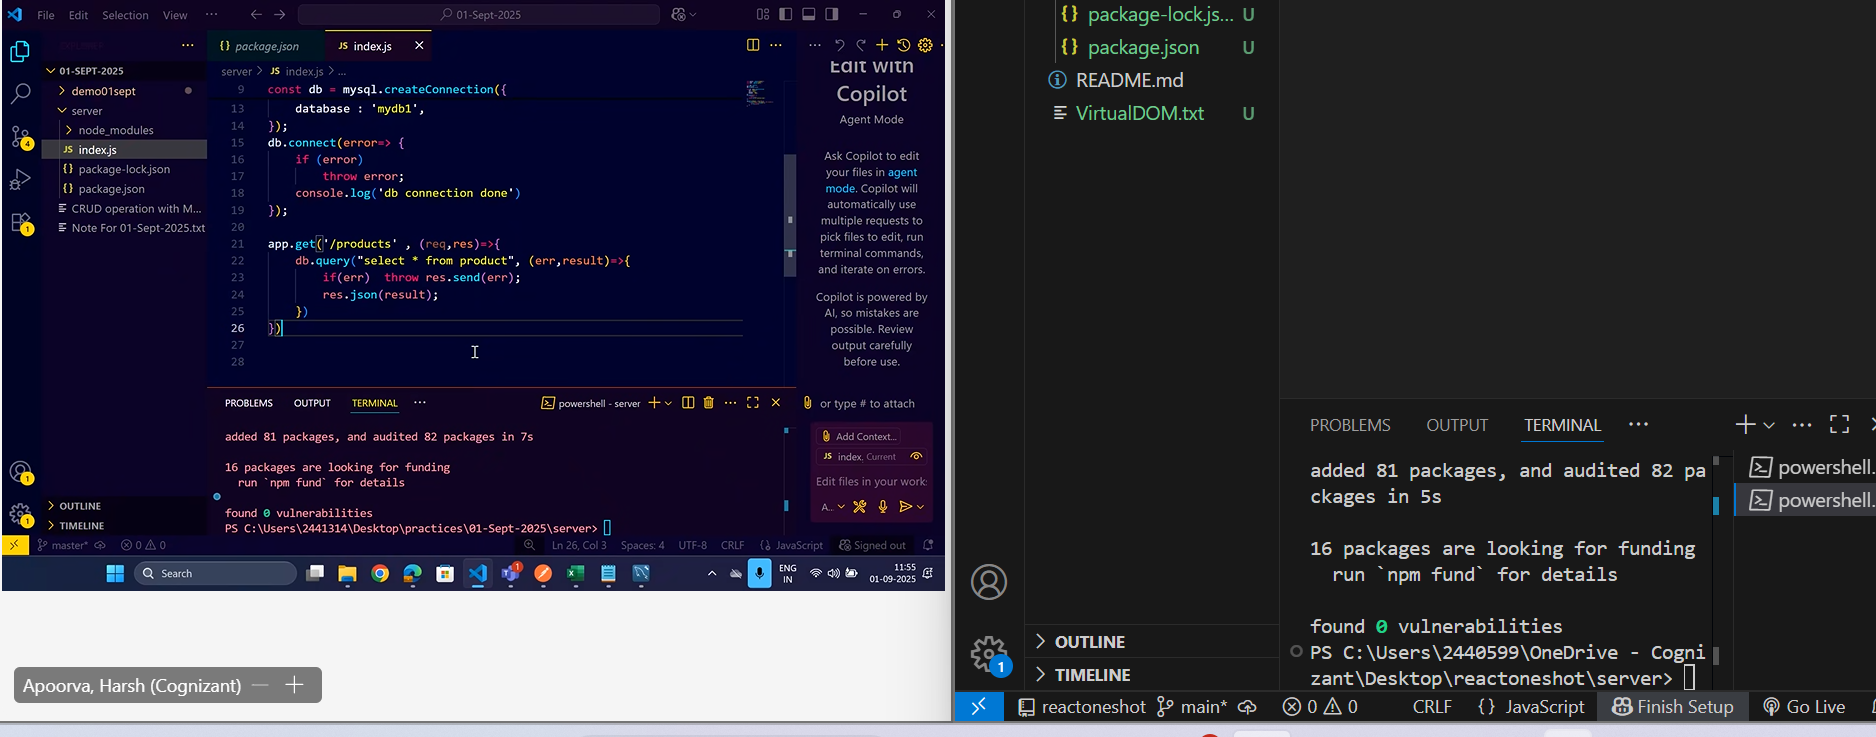 File Edit Selection View ··· 01-Sept-2025
01-SEPT-2025
demo01sept
server
node_modules
JS index.js
{} package-lock.json
{} package.json
CRUD operation with M...
Note For 01-Sept-2025.txt
OUTLINE
TIMELINE
{} package.json
JS index.js
server > JS index.js > ...
9 const db = mysql.createConnection({
13 database : 'mydb1',
14 });
15 db.connect(error=> {
16 if (error)
17 throw error;
18 console.log('db connection done')
19 });
20
21 app.get('/products' , (req,res)=>{
22 db.query("select * from product", (err,result)=>{
23 if(err) throw res.send(err);
24 res.json(result);
25 })
26 })
27
28
Edit with
Copilot
Agent Mode
Ask Copilot to edit
your files in agent
mode. Copilot will
automatically use
multiple requests to
pick files to edit, run
terminal commands,
and iterate on errors.
Copilot is powered by
AI, so mistakes are
possible. Review
output carefully
before use.
or type # to attach
Add Context...
JS index. Current
Edit files in your works
A..
PROBLEMS OUTPUT TERMINAL ··· powershell - server
added 81 packages, and audited 82 packages in 7s
16 packages are looking for funding
run `npm fund` for details
found 0 vulnerabilities
PS C:\Users\2441314\Desktop\practices\01-Sept-2025\server>
master* 0 0 Ln 26, Col 3 Spaces: 4 UTF-8 CRLF {} JavaScript Signed out
Search
1
ENG
IN
11:55
01-09-2025
4
1
1
1
Apoorva, Harsh (Cognizant)
{} package-lock.js... U
{} package.json U
README.md
VirtualDOM.txt U
OUTLINE
TIMELINE
1
PROBLEMS OUTPUT TERMINAL ···
added 81 packages, and audited 82 pa
ckages in 5s
16 packages are looking for funding
run `npm fund` for details
found 0 vulnerabilities
PS C:\Users\2440599\OneDrive - Cogni
zant\Desktop\reactoneshot\server>
powershell...
powershell...
reactoneshot main* 0 0 CRLF {} JavaScript Finish Setup Go Live